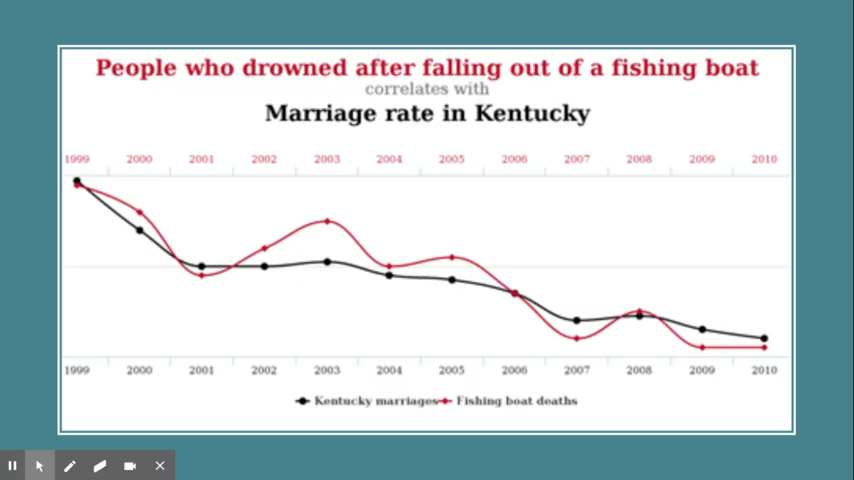 People who drowned after falling out of a fishing boat
correlates with
Marriage rate in Kentucky
1999 2000 2001 2002 2003 2004 2005 2006 2007 2008 2009 2010
1999 2000 2001 2002 2003 2004 2005 2006 2007 2008 2009 2010
Kentucky marriages Fishing boat deaths